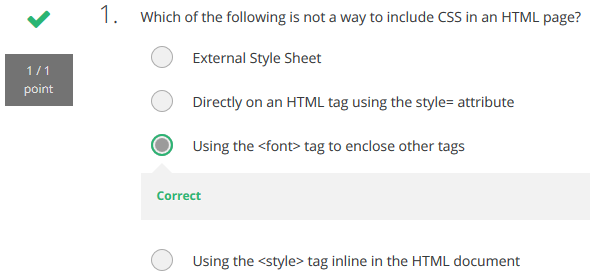 1. Which of the following is not a way to include CSS in an HTML page?
1 / 1
point
External Style Sheet
Directly on an HTML tag using the style= attribute
Using the <font> tag to enclose other tags
Correct
Using the <style> tag inline in the HTML document